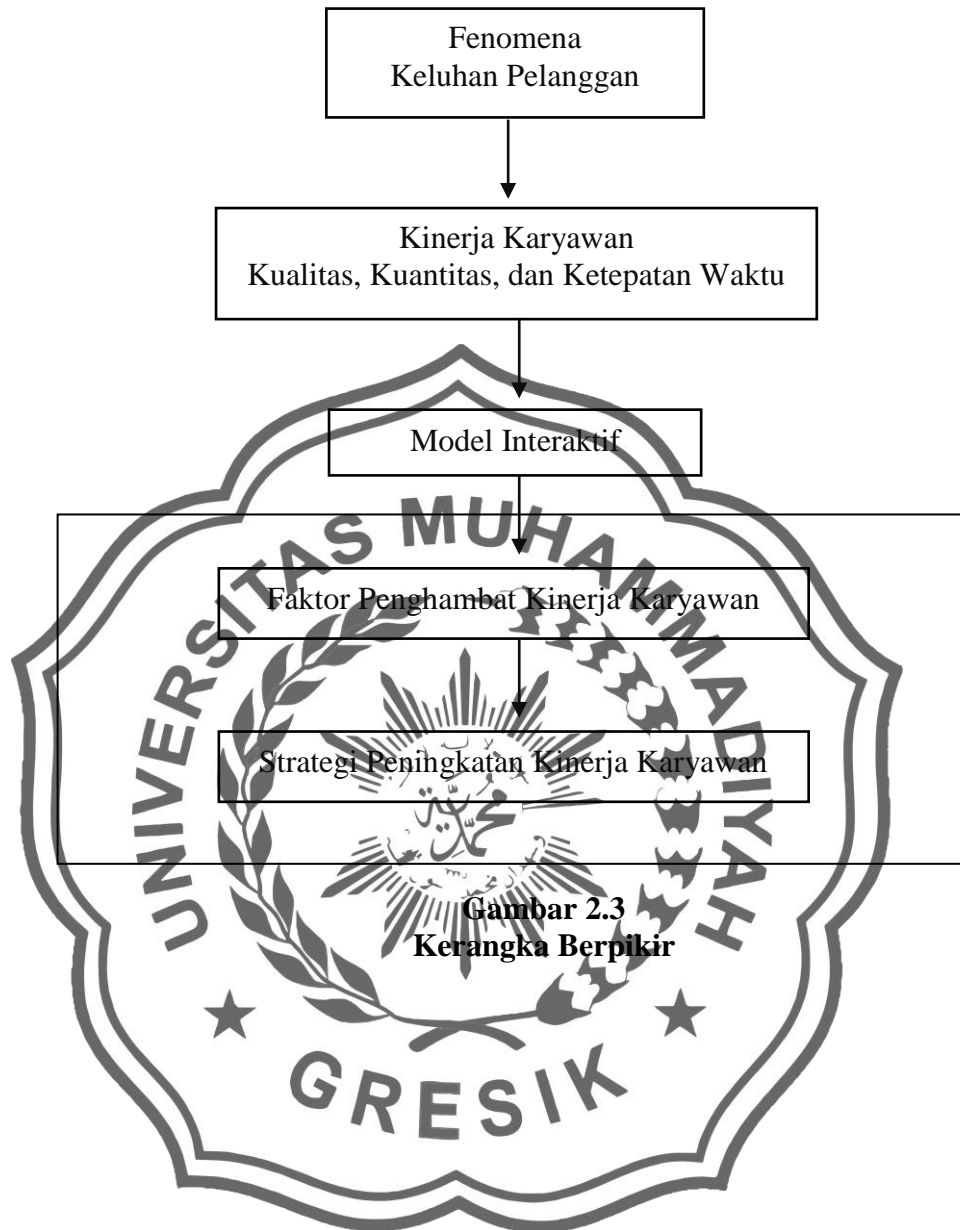 Fenomena
Keluhan Pelanggan
Kinerja Karyawan
Kualitas, Kuantitas, dan Ketepatan Waktu
Model Interaktif
UNIVERSITAS MUHAMMADIYAH
Faktor Penghambat Kinerja Karyawan
Strategi Peningkatan Kinerja Karyawan
محمدية
Gambar 2.3
Kerangka Berpikir
GRESIK